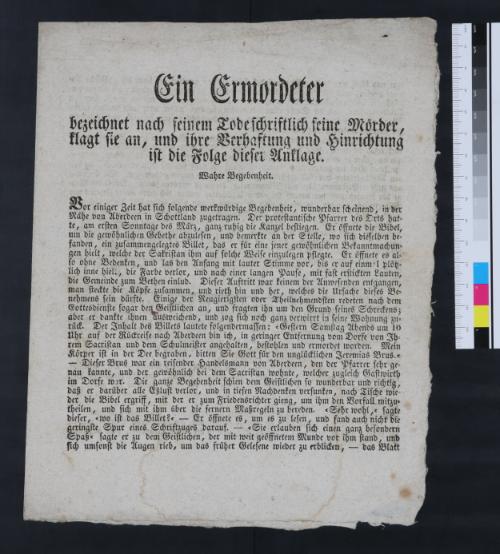 Ein Ermordeter
bezeichnet nach seinem Tode schriftlich seine Mörder,
klagt sie an, und ihre Verhaftung und Hinrichtung
ist die Folge dieser Anklage.
Wahre Begebenheit.
Vor einiger Zeit hat sich folgende merkwürdige Begebenheit, wunderbar scheinend, in der
Nähe von Aberdeen in Schottland zugetragen. Der protestantische Pfarrer des Orts hat-
te, am ersten Sonntage des März, ganz ruhig die Kanzel bestiegen. Er öffnete die Bibel,
um die gewöhnlichen Gebethe abzulesen, und bemerkte an der Stelle, wo sich dieselben be-
fanden, ein zusammengelegtes Billet, das er für eine jener gewöhnlichen Bekanntmachun-
gen hielt, welche der Sakristan ihm auf solche Weise einzulegen pflegte. Er öffnete es al-
so ohne Bedenken, und las den Anfang mit lauter Stimme vor, bis er auf einmal plötz-
lich inne hielt, die Farbe verlor, und nach einer langen Pause, mit fast erstickten Lauten,
die Gemeinde zum Bethen einlud. Dieser Auftritt war keinem der Anwesenden entgangen,
man steckte die Köpfe zusammen, und rieth hin und her, welches die Ursache dieses Be-
nehmens sein dürfte. Einige der Neugierigsten oder Theilnehmendsten redeten nach dem
Gottesdienste sogar den Geistlichen an, und fragten ihn um den Grund seines Schreckens;
aber er dankte ihnen ausweichend, und zog sich noch ganz verwirrt in seine Wohnung zu-
rück. Der Inhalt des Billets lautete folgendermassen: »Gestern Samstag Abends um 10
Uhr auf der Rückreise nach Aberdeen bin ich, in geringer Entfernung vom Dorfe von Ih-
rem Sacristan und dem Schulmeister angehalten, bestohlen und ermordet worden. Mein
Körper ist in der Dee begraben, bitten Sie Gott für den unglücklichen Jeremias Brus.«
— Dieser Brus war ein reisender Handelsmann von Aberdeen, den der Pfarrer sehr ge-
nau kannte, und der gewöhnlich bei dem Sacristan wohnte, welcher zugleich Gastwirth
im Dorfe war. Die ganze Begebenheit schien dem Geistlichen so wunderbar und richtig,
daß er darüber alle Eßlust verlor, und in tiefen Nachdenken versunken, nach Tische wie-
der die Bibel ergriff, mit der er zum Friedensrichter gieng, um ihm den Vorfall mitzu-
theilen, und sich mit ihm über die fernern Maßregeln zu bereden. »Sehr wohl,« sagte
dieser, »wo ist das Billet?« — Er öffnete es, um es zu lesen, und fand auch nicht die
geringste Spur eines Schriftzuges darauf. — »Sie erlauben sich einen ganz besondern
Spaß« sagte er zu dem Geistlichen, der mit weit geöffnetem Munde vor ihm stand, und
sich umsonst die Augen rieb, um das früher Gelesene wieder zu erblicken, — das Blatt